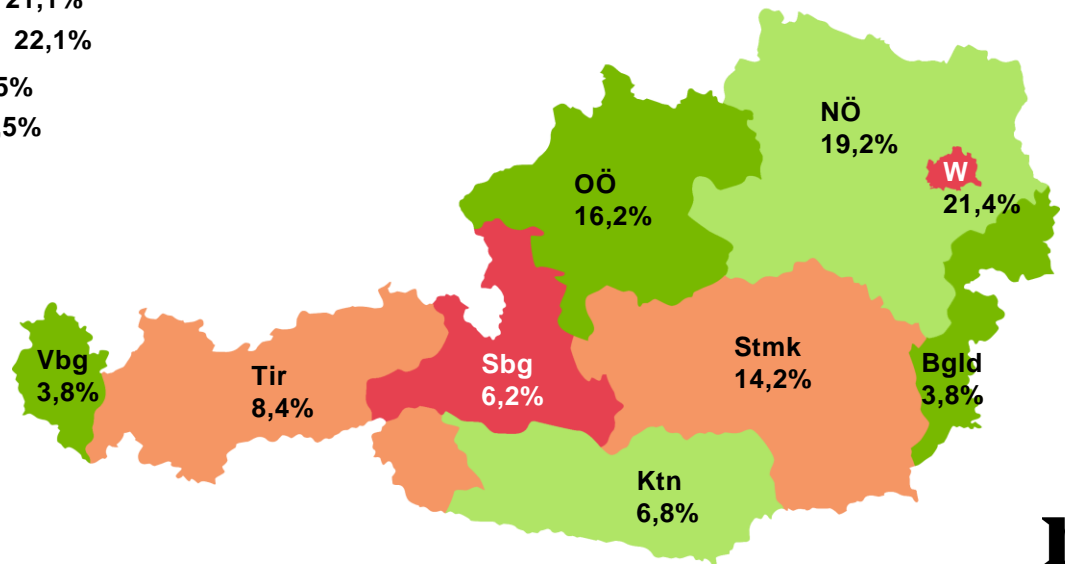 22,1%
NÖ
19,2%
W
21,4%
OÖ
16,2%
Vbg
3,8%
Tir
8,4%
Sbg
6,2%
Stmk
14,2%
Bgld
3,8%
Ktn
6,8%